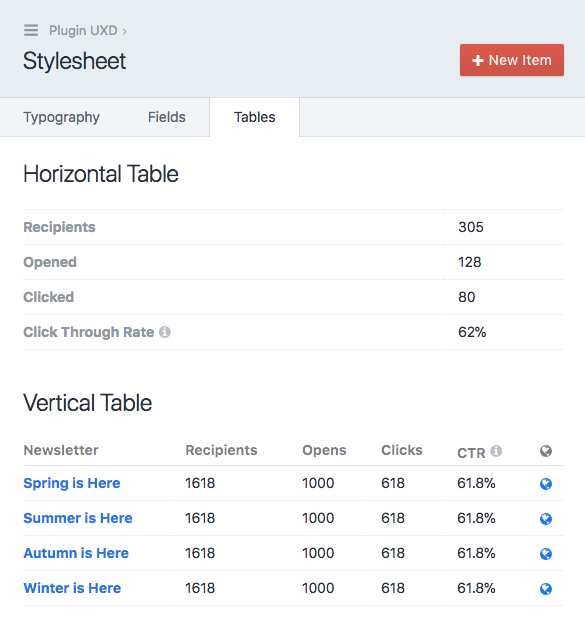 Plugin UXD ›
Stylesheet
+ New Item
Typography Fields Tables
Horizontal Table
Recipients 305
Opened 128
Clicked 80
Click Through Rate 62%
Vertical Table
Newsletter Recipients Opens Clicks CTR
Spring is Here 1618 1000 618 61.8%
Summer is Here 1618 1000 618 61.8%
Autumn is Here 1618 1000 618 61.8%
Winter is Here 1618 1000 618 61.8%